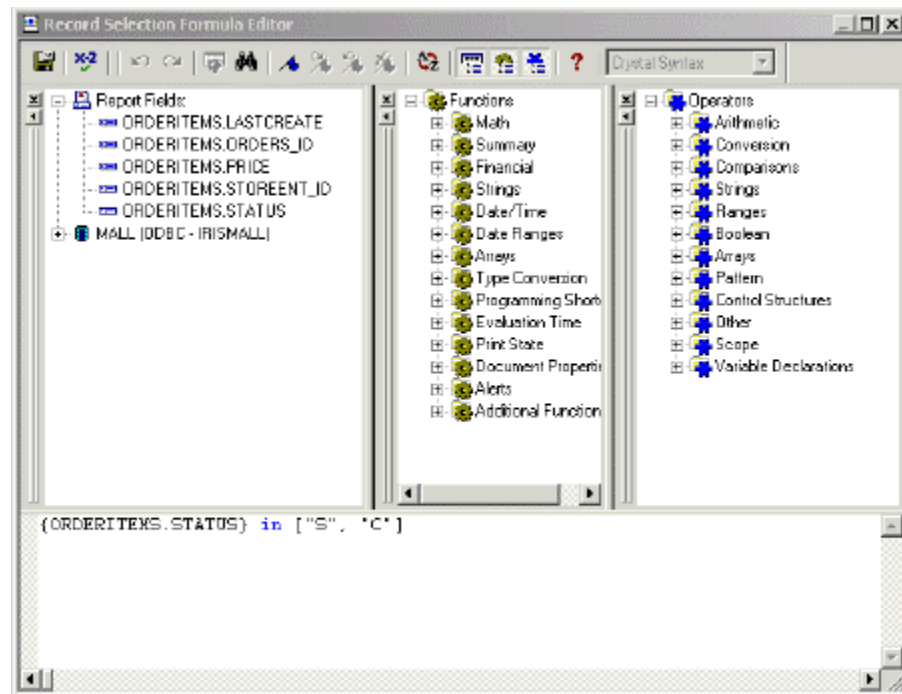 Record Selection Formula Editor
X-2
Crystal Syntax
Report Fields:
ORDERITEMS.LASTCREATE
ORDERITEMS.ORDERS_ID
ORDERITEMS.PRICE
ORDERITEMS.STOREENT_ID
ORDERITEMS.STATUS
MALL (ODBC - IRISMALL)
Functions
Math
Summary
Financial
Strings
Date/Time
Date Ranges
Arrays
Type Conversion
Programming Short
Evaluation Time
Print State
Document Properti
Alerts
Additional Function
Operators
Arithmetic
Conversion
Comparisons
Strings
Ranges
Boolean
Arrays
Pattern
Control Structures
Other
Scope
Variable Declarations
{ORDERITEMS.STATUS} in ["S", "C"]